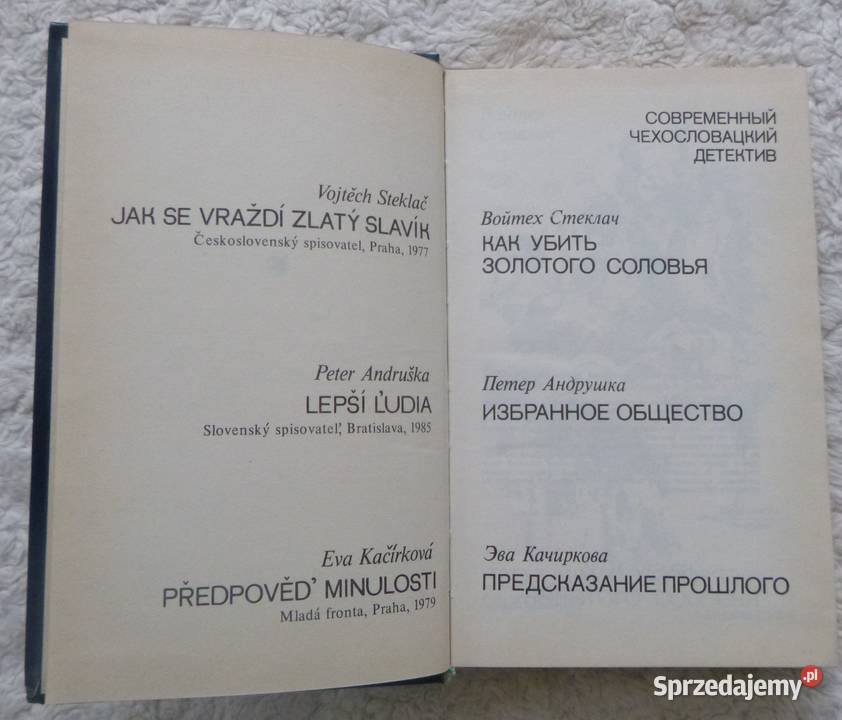 Vojtěch Steklač
JAK SE VRAŽDÍ ZLATÝ SLAVÍK
Československý spisovatel, Praha, 1977
Peter Andruška
LEPŠÍ ĽUDIA
Slovenský spisovateľ, Bratislava, 1985
Eva Kačírková
PŘEDPOVĚĎ MINULOSTI
Mladá fronta, Praha, 1979
СОВРЕМЕННЫЙ
ЧЕХОСЛОВАЦКИЙ
ДЕТЕКТИВ
Войтех Стеклач
КАК УБИТЬ
ЗОЛОТОГО СОЛОВЬЯ
Петер Андрушка
ИЗБРАННОЕ ОБЩЕСТВО
Эва Качиркова
ПРЕДСКАЗАНИЕ ПРОШЛОГО
Sprzedajemy.pl